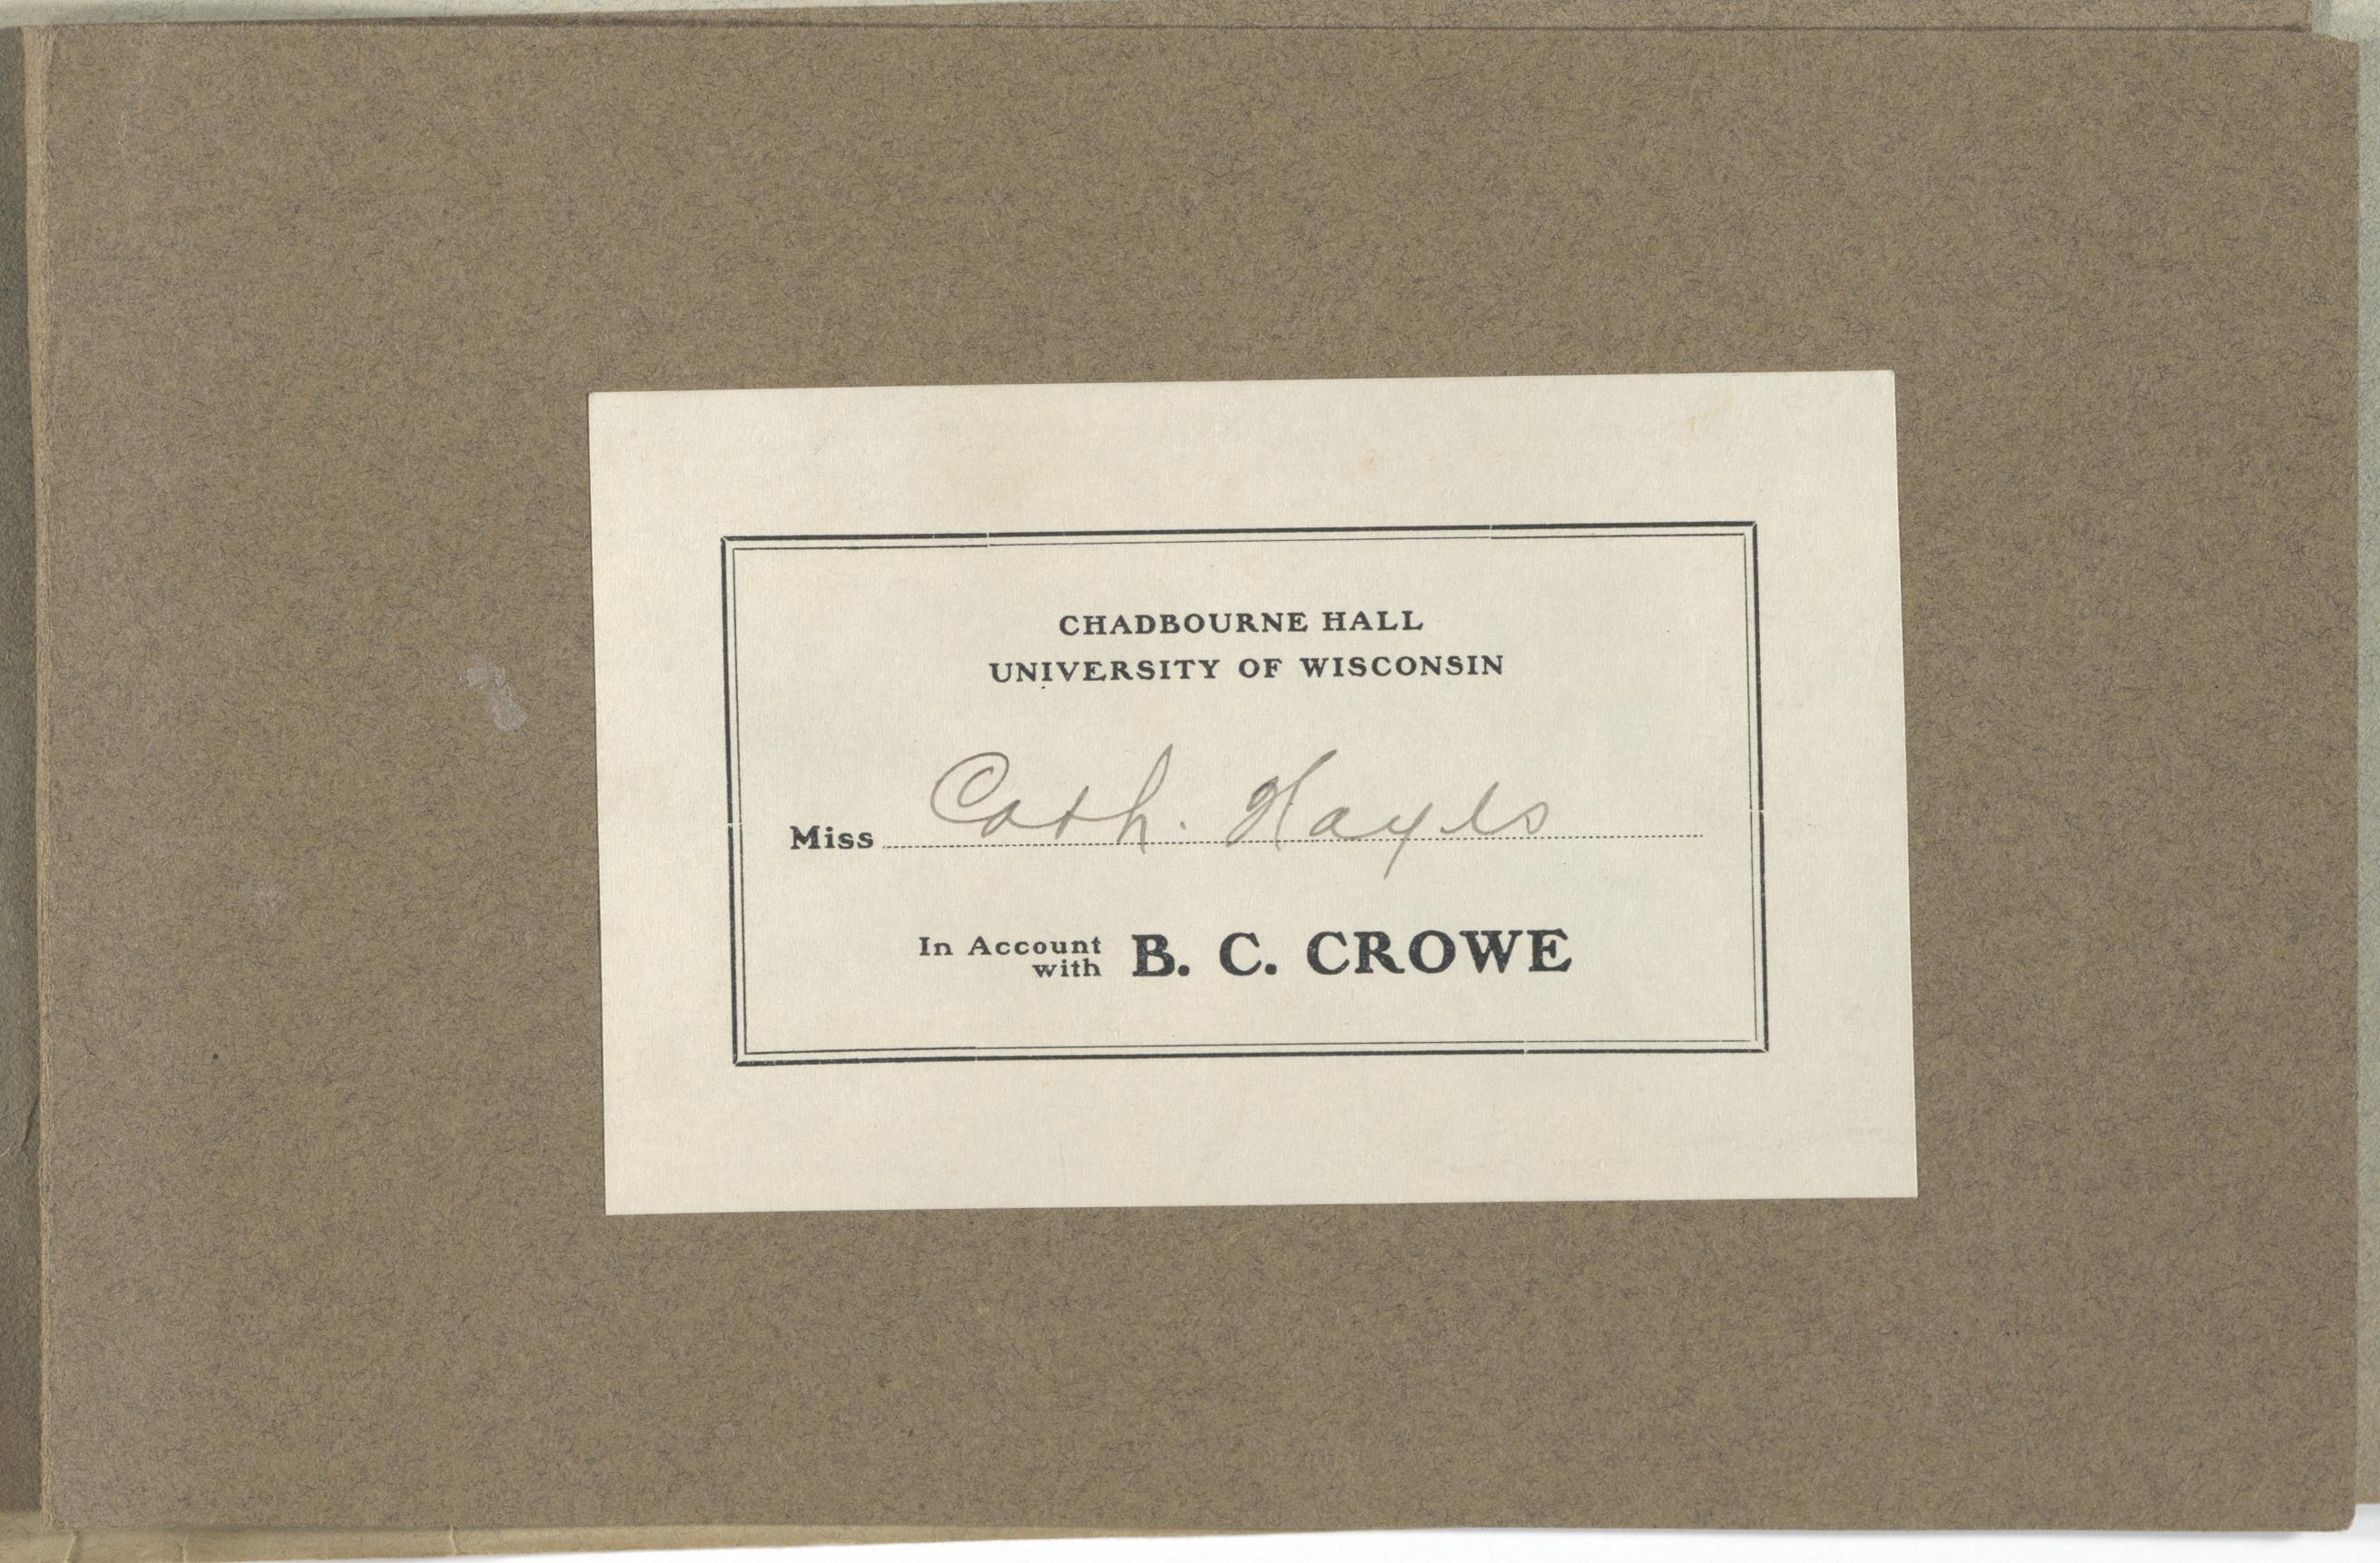 CHADBOURNE HALL
UNIVERSITY OF WISCONSIN
Miss Cath. Hayes
In Account with B. C. CROWE